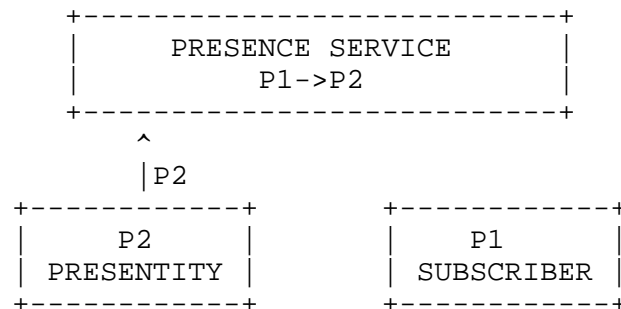 PRESENCE SERVICE
P1->P2
^
|P2
P2 P1
PRESENTITY SUBSCRIBER